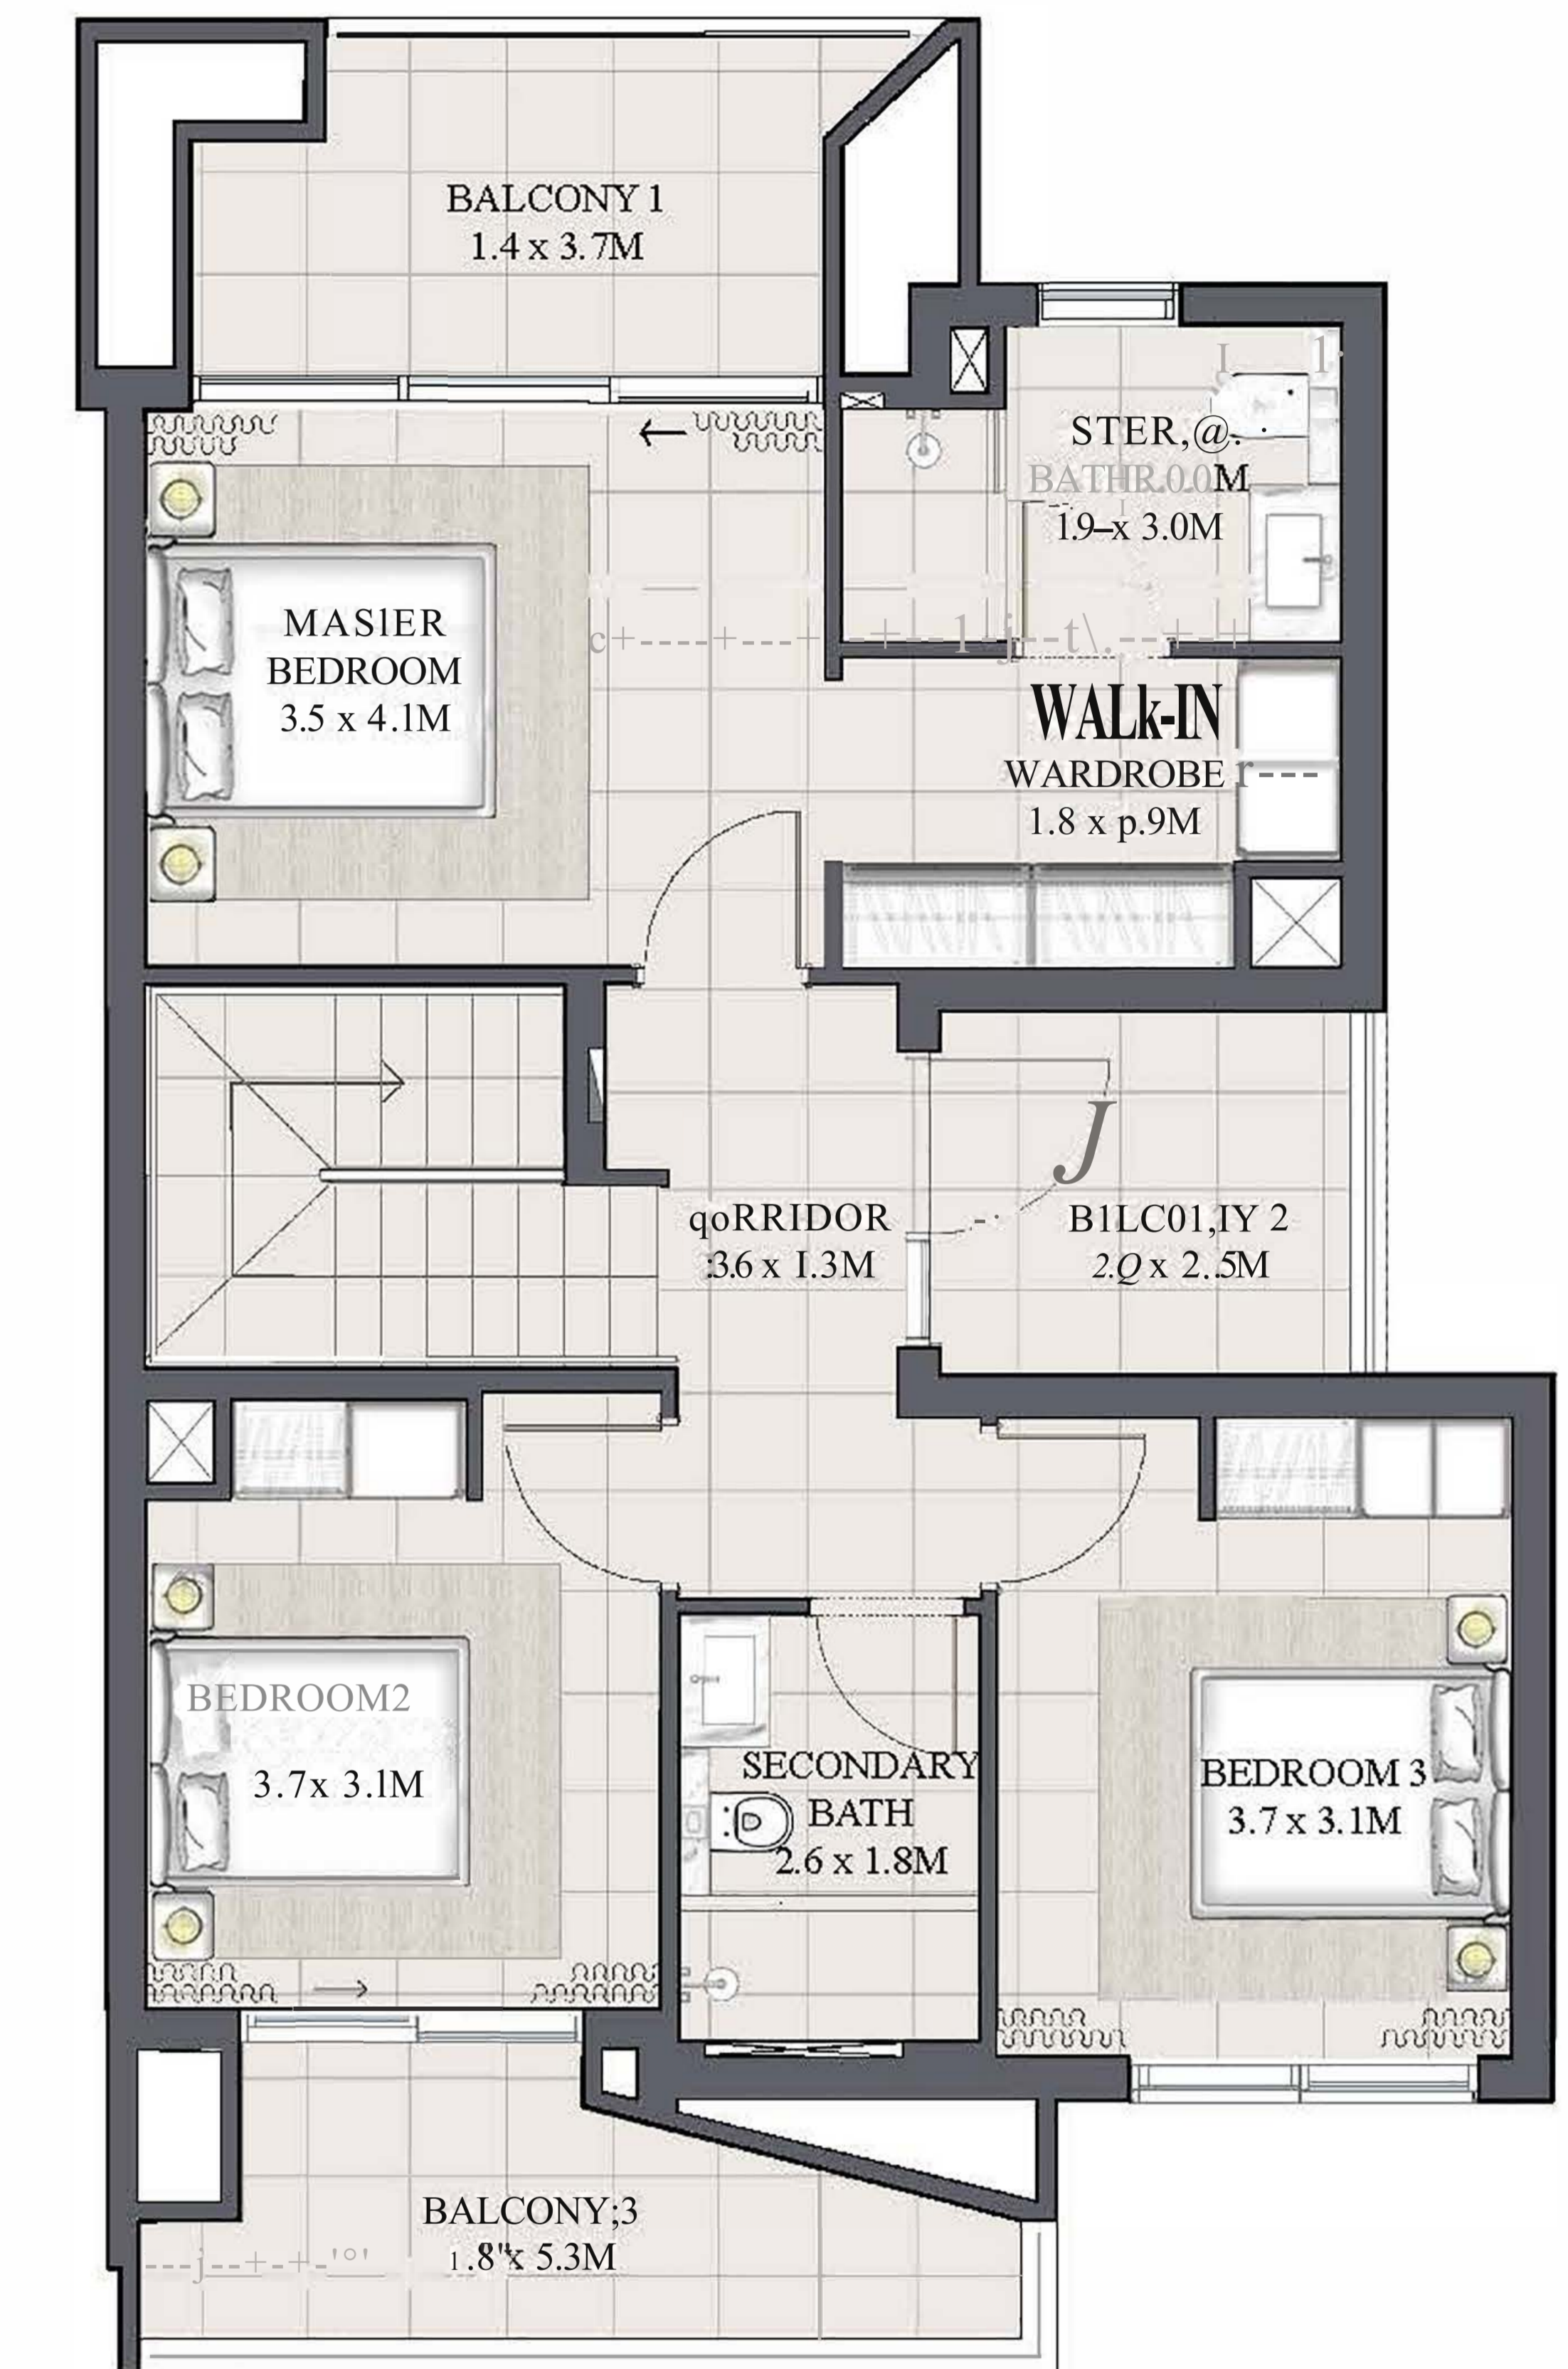 BALCONY 1
1.4 x 3.7M
STER,@. ·
BATHR.0.0M
1.9-x 3.0M
MAS1ER
BEDROOM
3.5 x 4.1M
WALk-IN
WARDROBE
1.8 x p.9M
J
qoRRIDOR
:3.6 x I.3M
B1LC01,IY 2
2.Q x 2.5M
BEDROOM2
3.7x 3.1M
SECONDARY
BATH
2.6 x 1.8M
BEDROOM 3
3.7 x 3.1M
BALCONY;3
1.8"x 5.3M